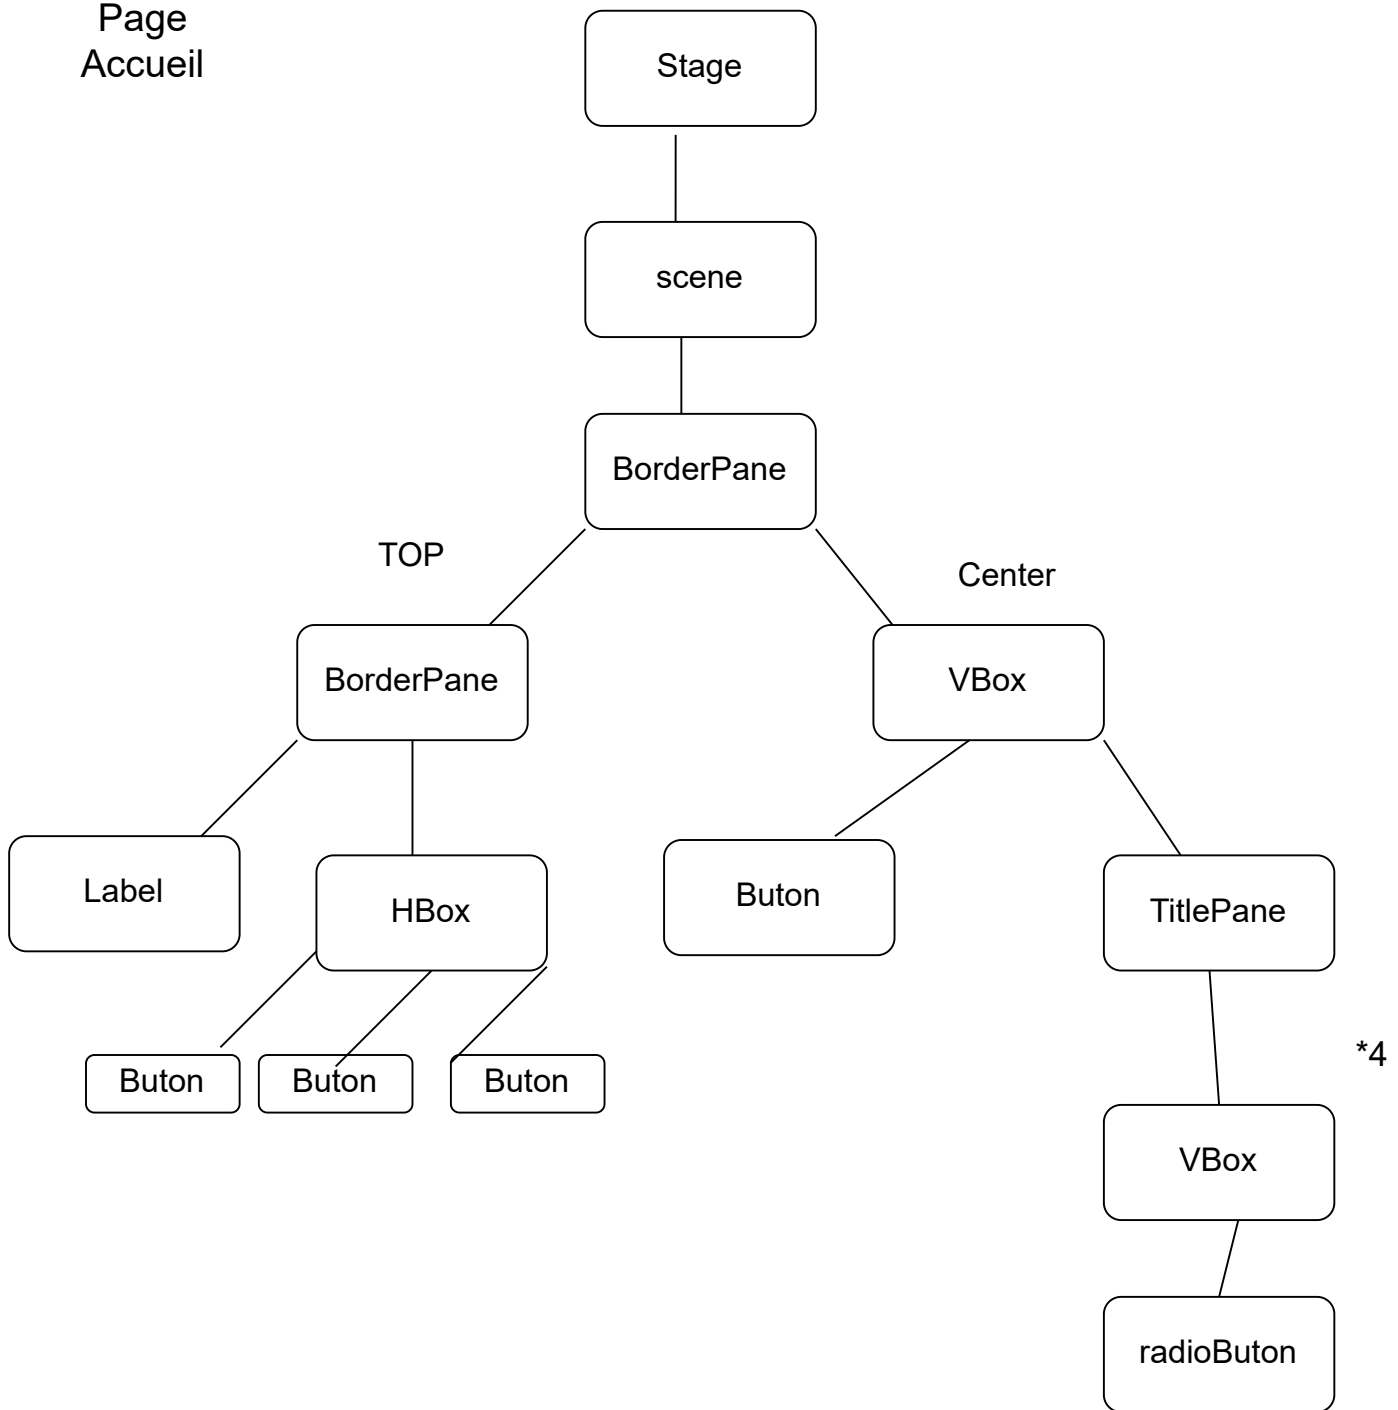 Page
Accueil
Stage
scene
BorderPane
TOP
Center
BorderPane
VBox
Label
HBox
Buton
TitlePane
Buton
Buton
Buton
*4
VBox
radioButon